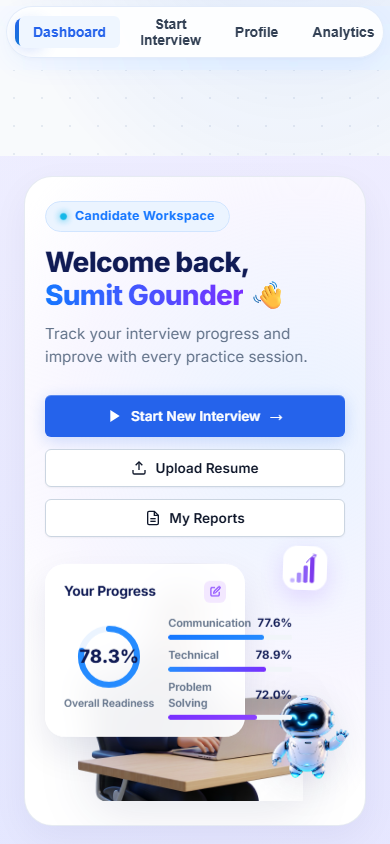 Dashboard
Start
Interview
Profile
Analytics
Candidate Workspace
Welcome back,
Sumit Gounder 👋
Track your interview progress and
improve with every practice session.
Start New Interview →
Upload Resume
My Reports
Your Progress
Communication 77.6%
78.3%
Technical 78.9%
Overall Readiness
Problem
Solving
72.0%